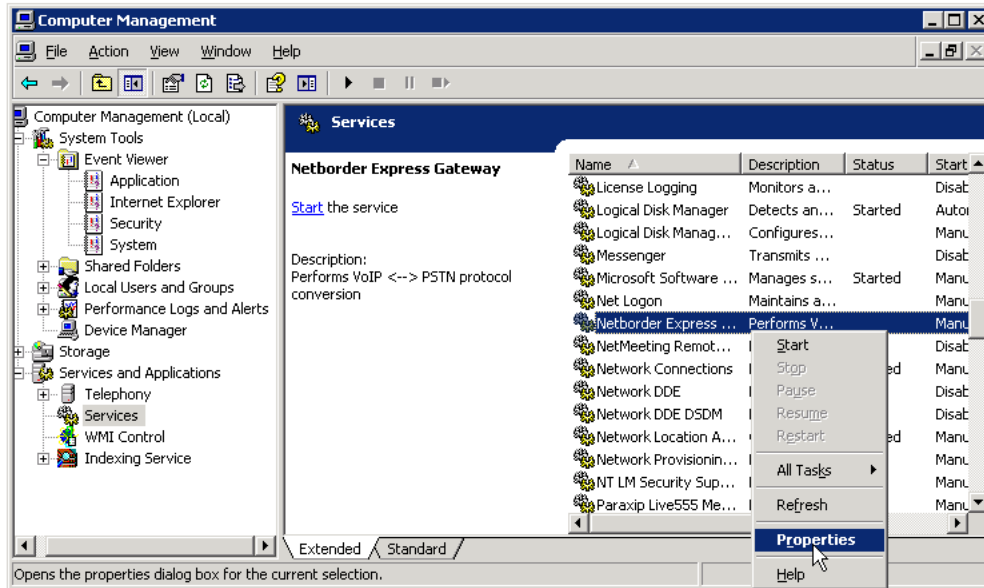 Computer Management
File Action View Window Help
Computer Management (Local)
System Tools
Event Viewer
Application
Internet Explorer
Security
System
Shared Folders
Local Users and Groups
Performance Logs and Alerts
Device Manager
Storage
Services and Applications
Telephony
Services
WMI Control
Indexing Service
Services
Netborder Express Gateway
Start the service
Description:
Performs VoIP <--> PSTN protocol
conversion
Name Description Status Start
License Logging Monitors a... Disab
Logical Disk Manager Detects an... Started Autor
Logical Disk Manag... Configures... Manu
Messenger Transmits ... Disab
Microsoft Software ... Manages s... Started Manu
Net Logon Maintains a... Manu
Netborder Express ... Performs V... Manu
NetMeeting Remot... Disab
Network Connections ed Manu
Network DDE Disab
Network DDE DSDM Disab
Network Location A... ed Manu
Network Provisionin... Manu
NT LM Security Sup... Manu
Paraxip Live555 Me... Manu
Start
Stop
Pause
Resume
Restart
All Tasks
Refresh
Properties
Help
Extended Standard
Opens the properties dialog box for the current selection.